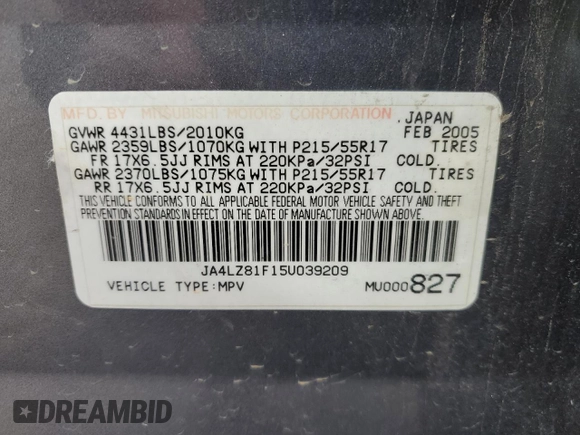 MFD. BY MITSUBISHI MOTORS CORPORATION. JAPAN
GVWR 4431LBS/2010KG FEB 2005
GAWR 2359LBS/1070KG WITH P215/55R17 TIRES
FR 17X6.5JJ RIMS AT 220KPa/32PSI COLD.
GAWR 2370LBS/1075KG WITH P215/55R17 TIRES
RR 17X6.5JJ RIMS AT 220KPa/32PSI COLD.
THIS VEHICLE CONFORMS TO ALL APPLICABLE FEDERAL MOTOR VEHICLE SAFETY AND THEFT
PREVENTION STANDARDS IN EFFECT ON THE DATE OF MANUFACTURE SHOWN ABOVE.
JA4LZ81F15U039209
VEHICLE TYPE:MPV MU000827
DREAMBID